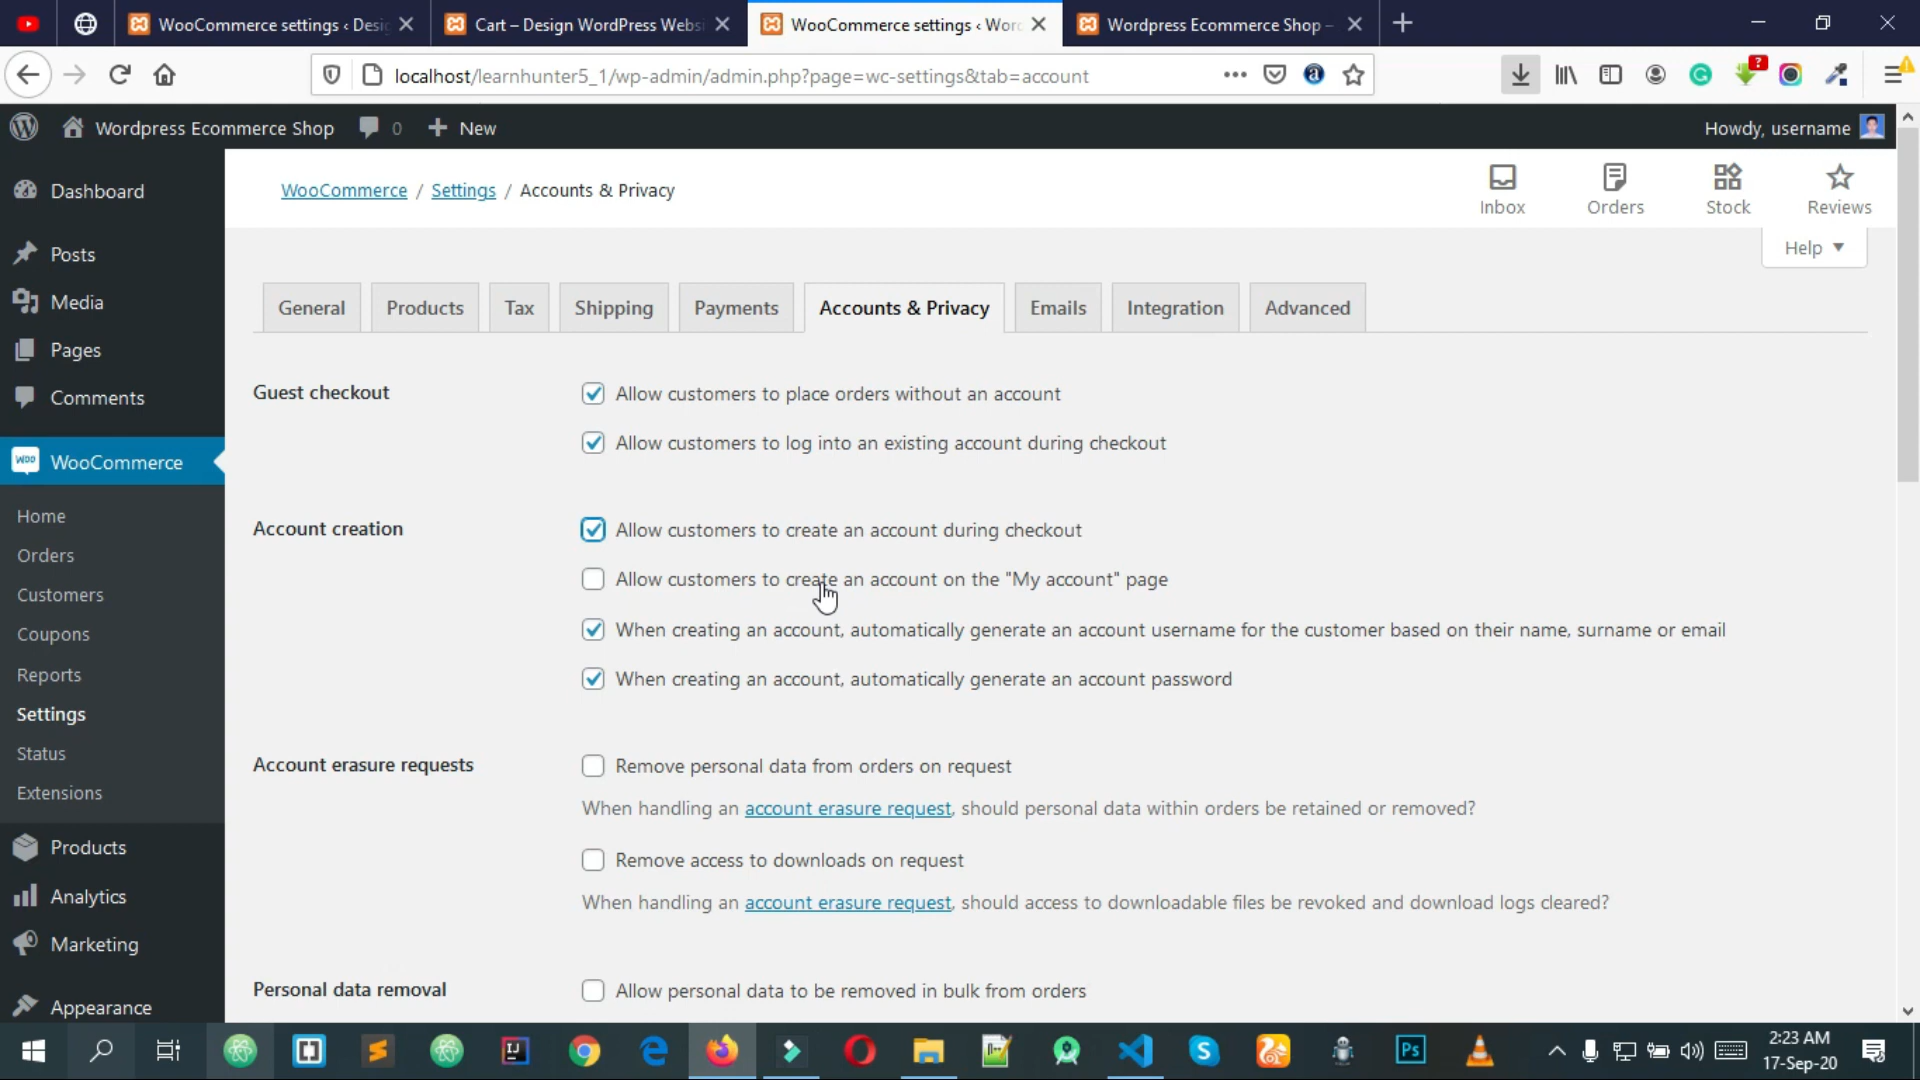 WooCommerce settings ‹ Desi
Cart – Design WordPress Websi
WooCommerce settings ‹ Word
Wordpress Ecommerce Shop –
localhost/learnhunter5_1/wp-admin/admin.php?page=wc-settings&tab=account
Wordpress Ecommerce Shop
0
New
Howdy, username
Dashboard
Posts
Media
Pages
Comments
WooCommerce
Home
Orders
Customers
Coupons
Reports
Settings
Status
Extensions
Products
Analytics
Marketing
Appearance
WooCommerce / Settings / Accounts & Privacy
Inbox
Orders
Stock
Reviews
Help
General
Products
Tax
Shipping
Payments
Accounts & Privacy
Emails
Integration
Advanced
Guest checkout
Allow customers to place orders without an account
Allow customers to log into an existing account during checkout
Account creation
Allow customers to create an account during checkout
Allow customers to create an account on the "My account" page
When creating an account, automatically generate an account username for the customer based on their name, surname or email
When creating an account, automatically generate an account password
Account erasure requests
Remove personal data from orders on request
When handling an account erasure request, should personal data within orders be retained or removed?
Remove access to downloads on request
When handling an account erasure request, should access to downloadable files be revoked and download logs cleared?
Personal data removal
Allow personal data to be removed in bulk from orders
2:23 AM
17-Sep-20